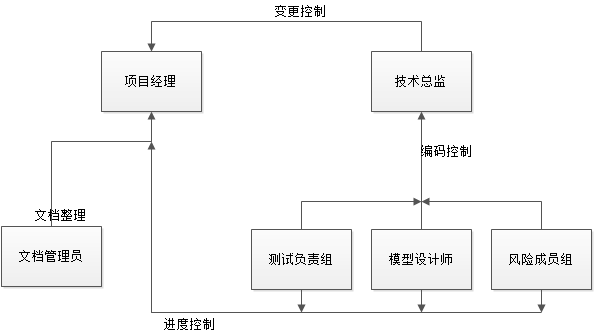 变更控制
项目经理
技术总监
编码控制
文档整理
文档管理员
测试负责组
模型设计师
风险成员组
进度控制